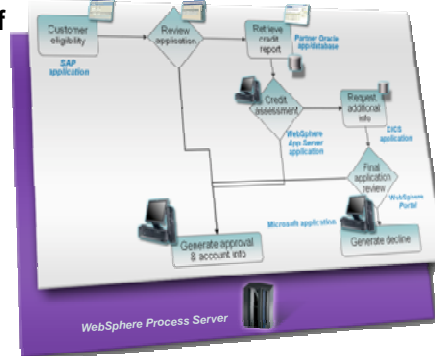 f
Customer
eligibility
SAP
application
Review
application
Retrieve
credit
report
Partner Oracle
app/database
Credit
assessment
WebSphere
App Server
application
Request
additional
info
CICS
application
Final
application
review
WebSphere
Portal
Microsoft application
Generate approval
& account info
Generate decline
WebSphere Process Server